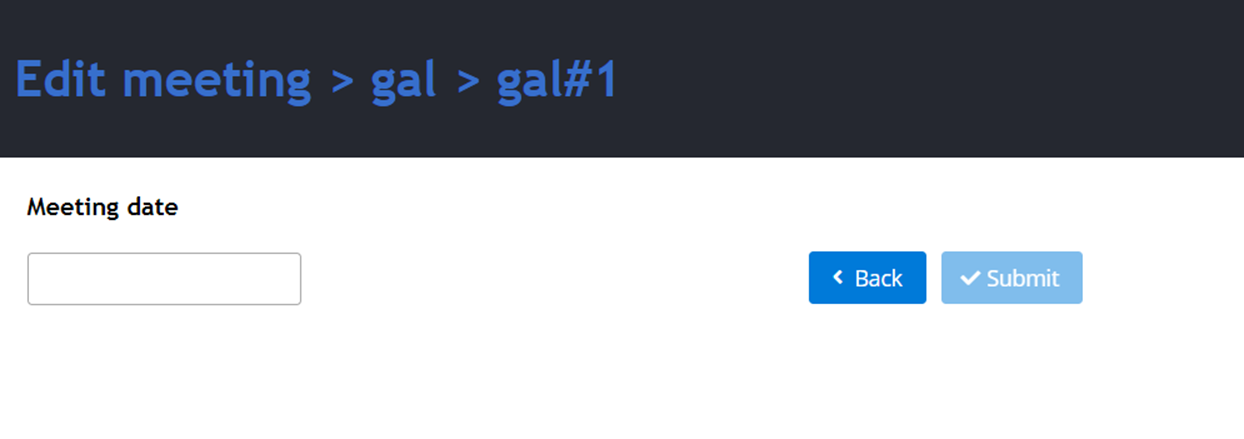 Edit meeting > gal > gal#1
Meeting date
Back
Submit